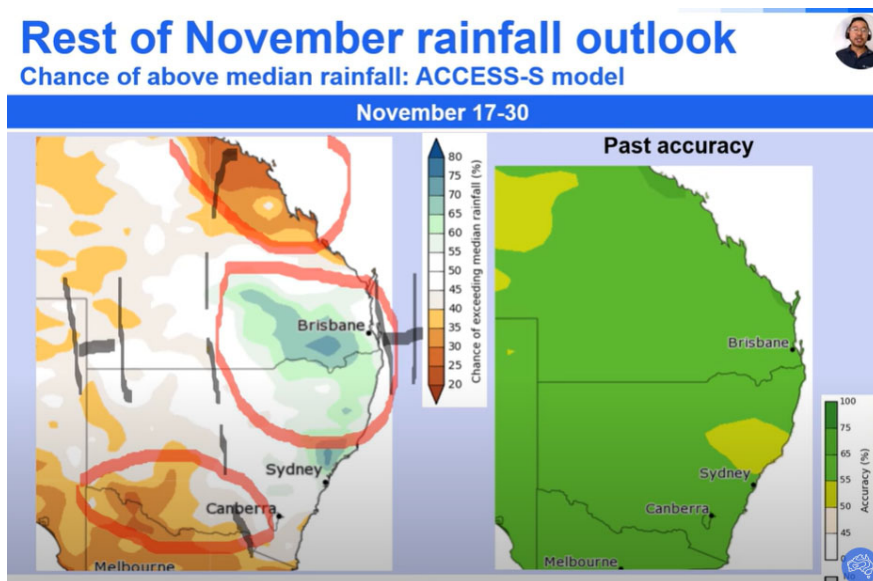 Rest of November rainfall outlook
Chance of above median rainfall: ACCESS-S model
November 17-30
Past accuracy
80
75
70
65
60
55
50
45
40
35
30
25
20
Chance of exceeding median rainfall (%)
Brisbane
Sydney
Canberra
Melbourne
Brisbane
Sydney
Canberra
Melbourne
100
75
65
55
50
45
Accuracy (%)